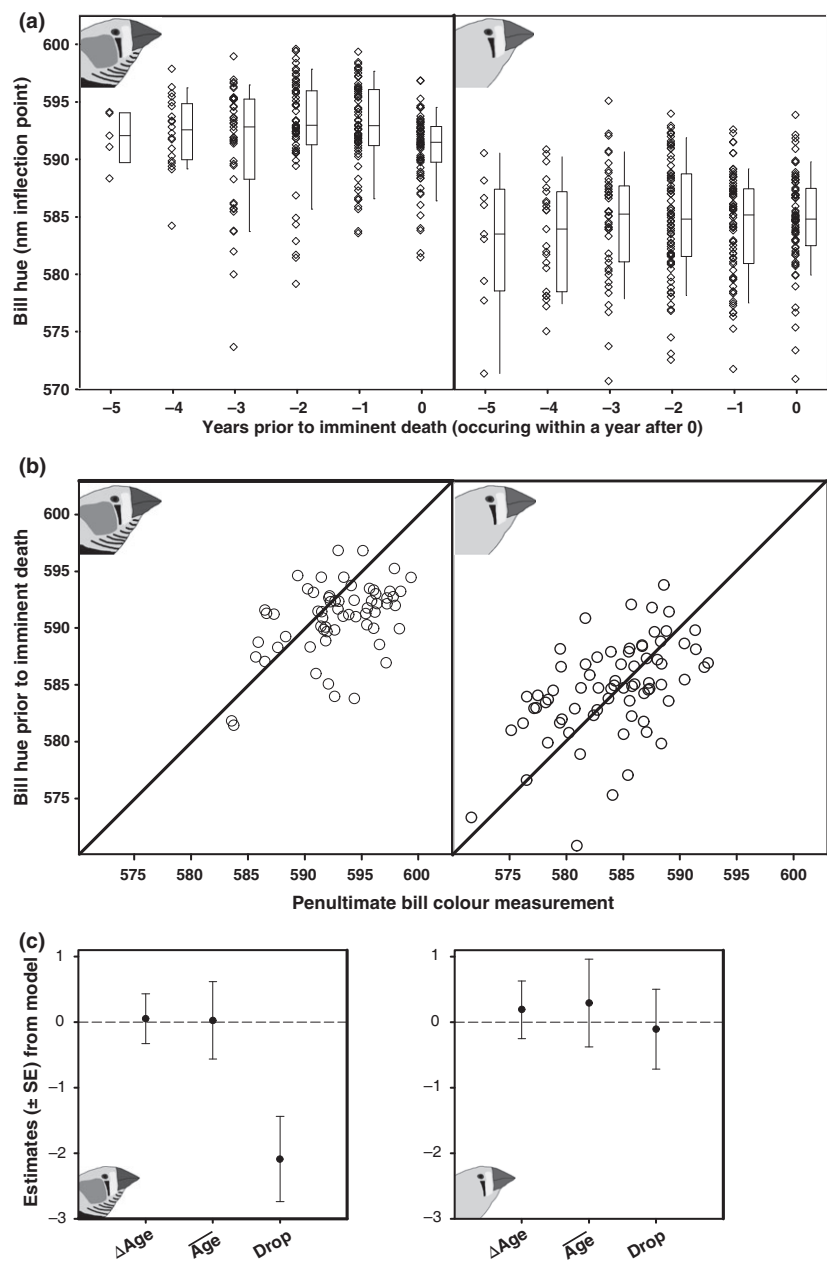 (a)
Bill hue (nm inflection point)
600
595
590
585
580
575
570
–5 –4 –3 –2 –1 0 –5 –4 –3 –2 –1 0
Years prior to imminent death (occuring within a year after 0)
(b)
Bill hue prior to imminent death
600
595
590
585
580
575
575 580 585 590 595 600 575 580 585 590 595 600
Penultimate bill colour measurement
(c)
Estimates (± SE) from model
1
0
–1
–2
–3
ΔAge A̅g̅e̅ Drop
1
0
–1
–2
–3
ΔAge A̅g̅e̅ Drop